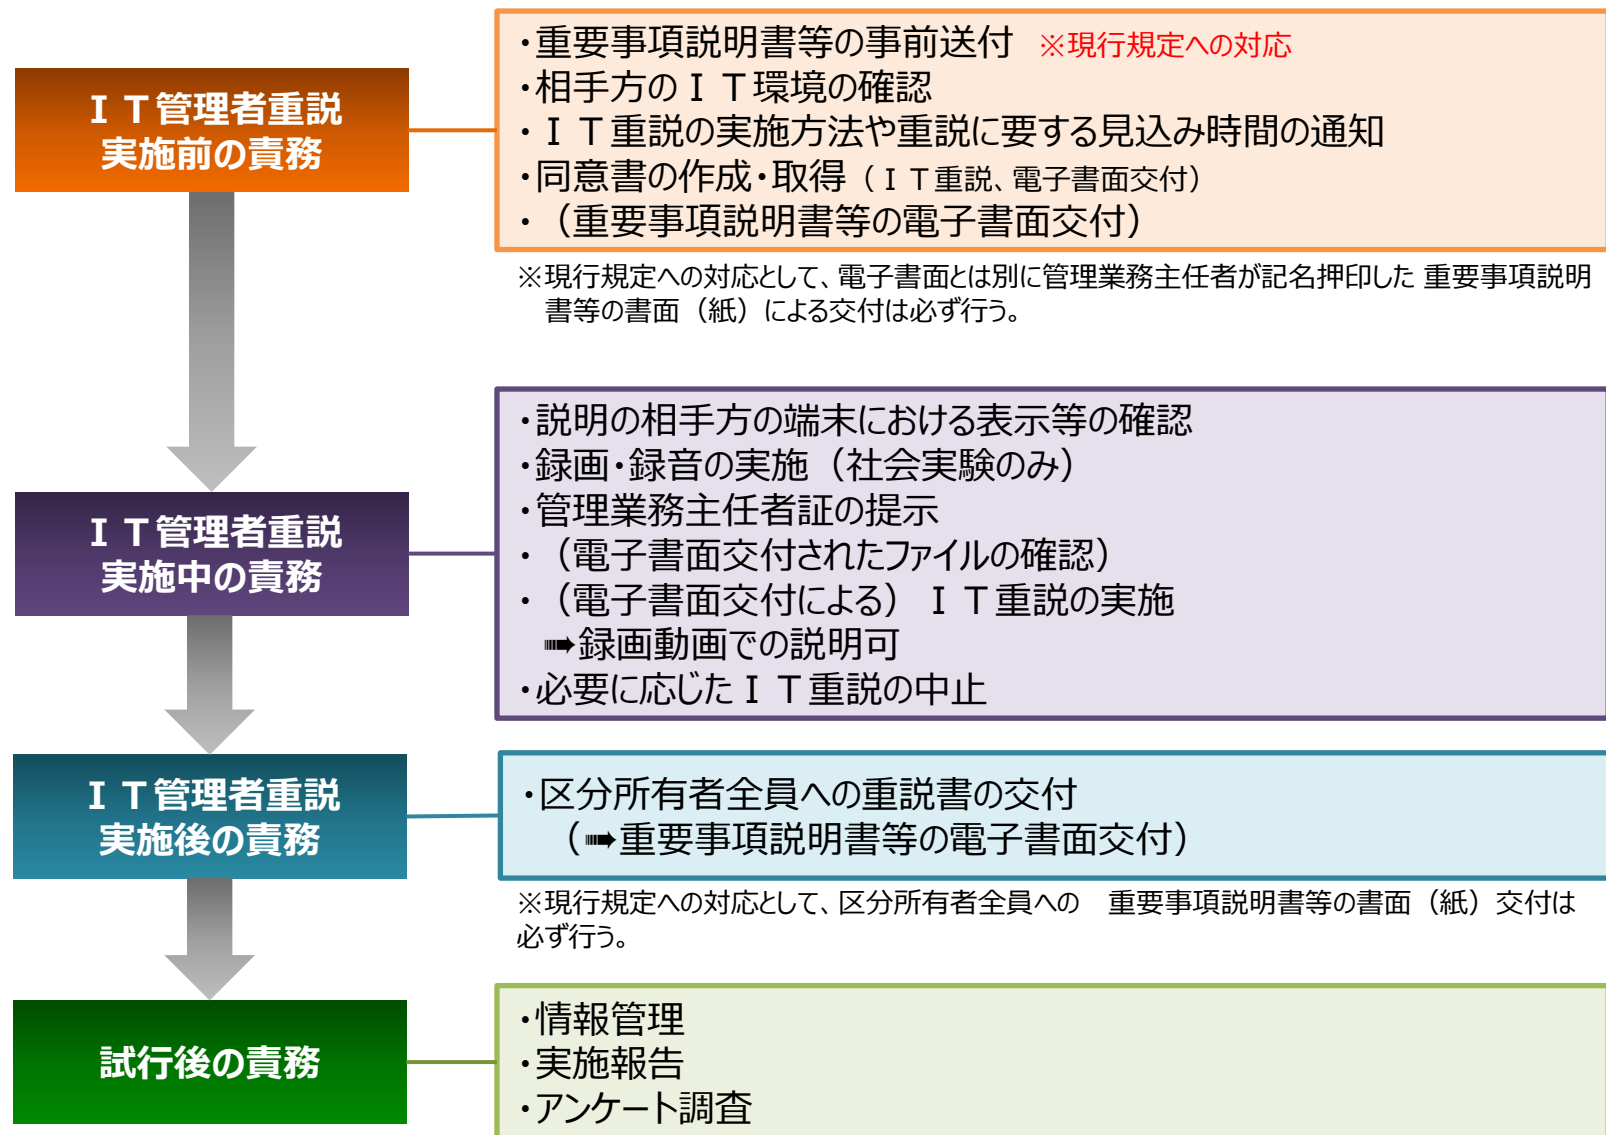 ＩＴ管理者重説
実施前の責務
・重要事項説明書等の事前送付　※現行規定への対応
・相手方のＩＴ環境の確認
・ＩＴ重説の実施方法や重説に要する見込み時間の通知
・同意書の作成・取得（ＩＴ重説、電子書面交付）
・（重要事項説明書等の電子書面交付）
※現行規定への対応として、電子書面とは別に管理業務主任者が記名押印した 重要事項説明
書等の書面（紙）による交付は必ず行う。
ＩＴ管理者重説
実施中の責務
・説明の相手方の端末における表示等の確認
・録画・録音の実施（社会実験のみ）
・管理業務主任者証の提示
・（電子書面交付されたファイルの確認）
・（電子書面交付による）ＩＴ重説の実施
➠録画動画での説明可
・必要に応じたＩＴ重説の中止
ＩＴ管理者重説
実施後の責務
・区分所有者全員への重説書の交付
（➠重要事項説明書等の電子書面交付）
※現行規定への対応として、区分所有者全員への　重要事項説明書等の書面（紙）交付は
必ず行う。
試行後の責務
・情報管理
・実施報告
・アンケート調査